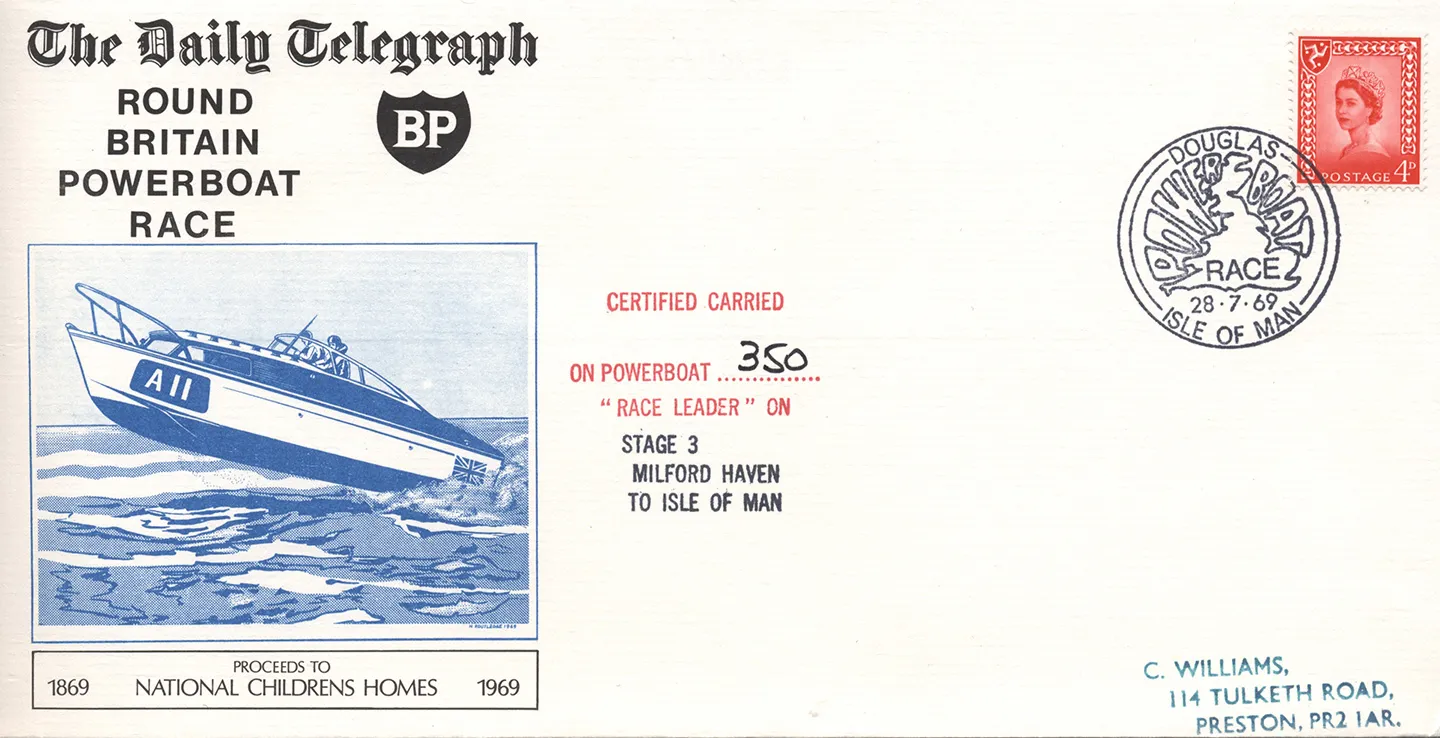 The Daily Telegraph
ROUND
BRITAIN
POWERBOAT
RACE
BP
A11
H ROUTLEDGE 1969
PROCEEDS TO
1869 NATIONAL CHILDRENS HOMES 1969
CERTIFIED CARRIED
ON POWERBOAT ...350...
"RACE LEADER" ON
STAGE 3
MILFORD HAVEN
TO ISLE OF MAN
POSTAGE 4D
DOUGLAS
POWER BOAT
RACE
28·7·69
ISLE OF MAN
C. WILLIAMS,
114 TULKETH ROAD,
PRESTON, PR2 1AR.